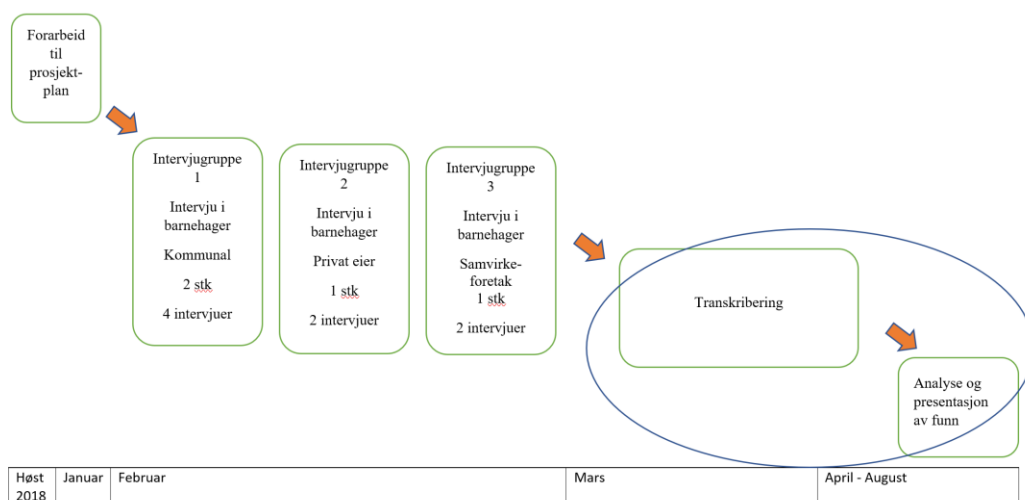 Forarbeid
til
prosjekt-
plan
Intervjugruppe
1
Intervju i
barnehager
Kommunal
2 stk
4 intervjuer
Intervjugruppe
2
Intervju i
barnehager
Privat eier
1 stk
2 intervjuer
Intervjugruppe
3
Intervju i
barnehager
Samvirke-
foretak
1 stk
2 intervjuer
Transkribering
Analyse og
presentasjon
av funn
Høst
2018
Januar
Februar
Mars
April - August